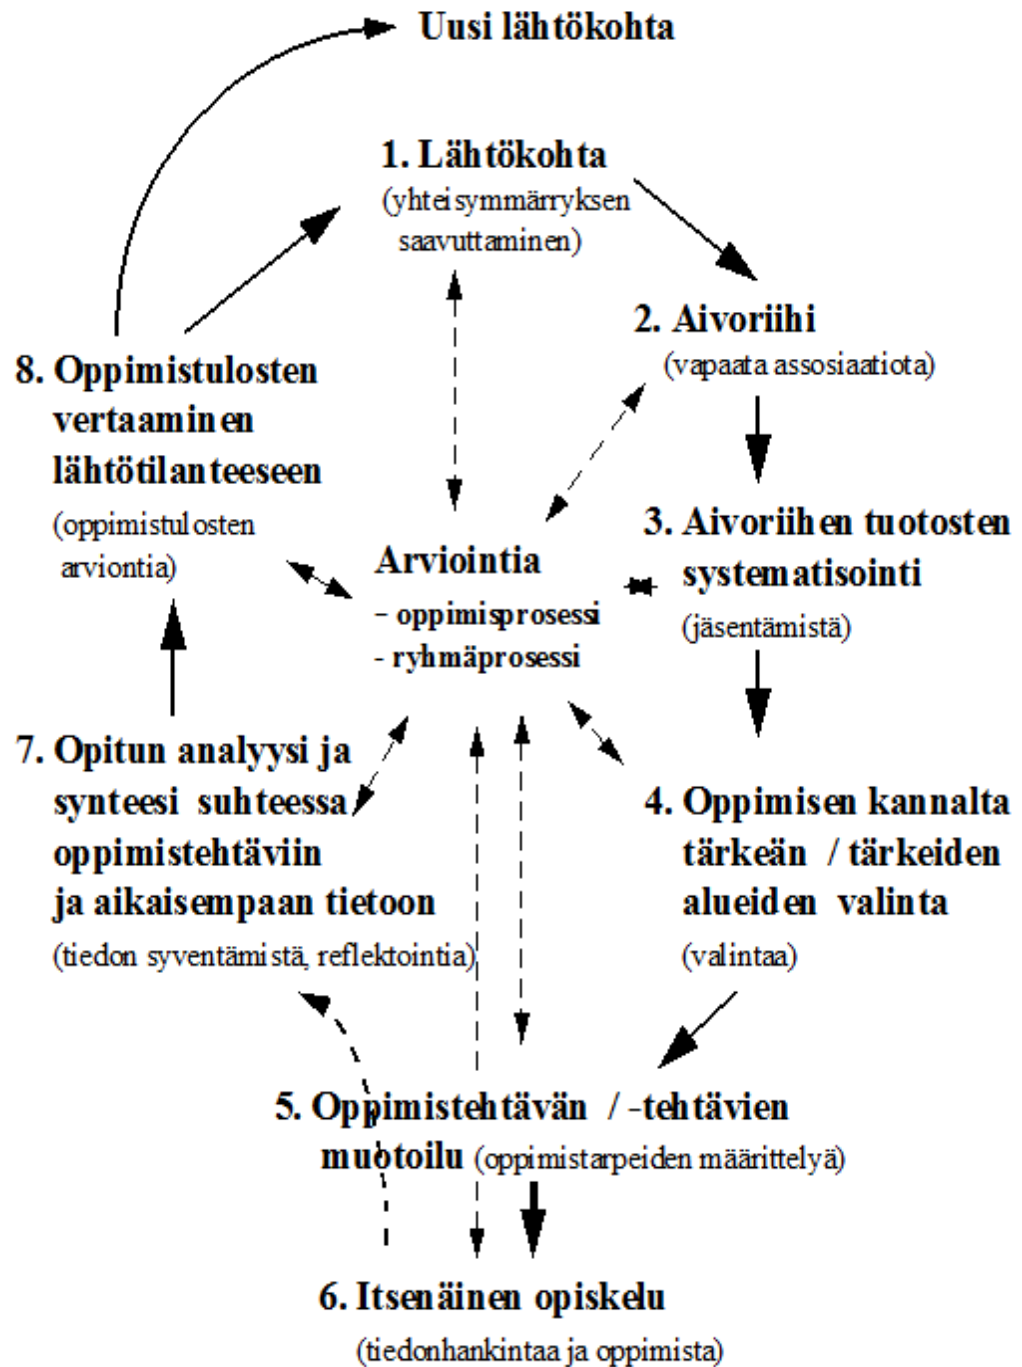 Uusi lähtökohta
1. Lähtökohta
(yhteisymmärryksen
saavuttaminen)
2. Aivoriihi
(vapaata assosiaatiota)
3. Aivoriihen tuotosten
systematisointi
(jäsentämistä)
4. Oppimisen kannalta
tärkeän / tärkeiden
alueiden valinta
(valintaa)
5. Oppimistehtävän / -tehtävien
muotoilu (oppimistarpeiden määrittelyä)
6. Itsenäinen opiskelu
(tiedonhankintaa ja oppimista)
7. Opitun analyysi ja
synteesi suhteessa
oppimistehtäviin
ja aikaisempaan tietoon
(tiedon syventämistä, reflektointia)
8. Oppimistulosten
vertaaminen
lähtötilanteeseen
(oppimistulosten
arviontia)
Arviointia
- oppimisprosessi
- ryhmäprosessi